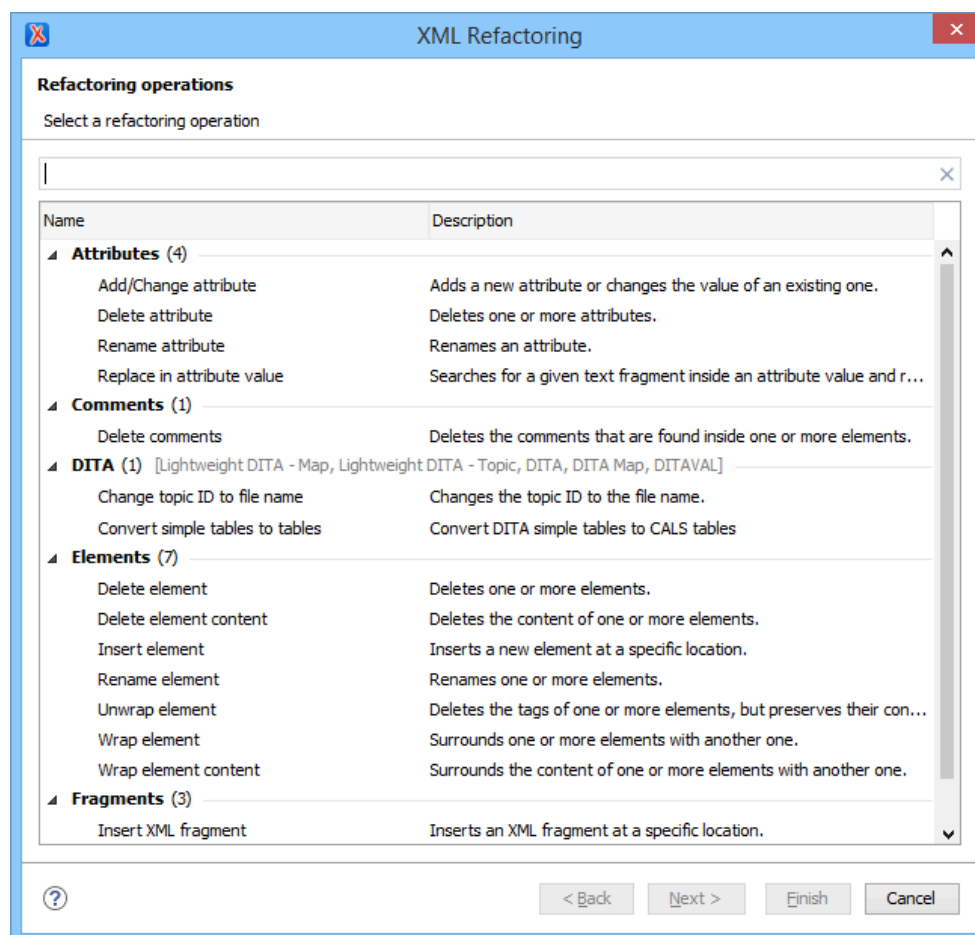 XML Refactoring
Refactoring operations
Select a refactoring operation
Name Description
Attributes (4)
Add/Change attribute Adds a new attribute or changes the value of an existing one.
Delete attribute Deletes one or more attributes.
Rename attribute Renames an attribute.
Replace in attribute value Searches for a given text fragment inside an attribute value and r...
Comments (1)
Delete comments Deletes the comments that are found inside one or more elements.
DITA (1) [Lightweight DITA - Map, Lightweight DITA - Topic, DITA, DITA Map, DITAVAL]
Change topic ID to file name Changes the topic ID to the file name.
Convert simple tables to tables Convert DITA simple tables to CALS tables
Elements (7)
Delete element Deletes one or more elements.
Delete element content Deletes the content of one or more elements.
Insert element Inserts a new element at a specific location.
Rename element Renames one or more elements.
Unwrap element Deletes the tags of one or more elements, but preserves their con...
Wrap element Surrounds one or more elements with another one.
Wrap element content Surrounds the content of one or more elements with another one.
Fragments (3)
Insert XML fragment Inserts an XML fragment at a specific location.
? < Back Next > Finish Cancel